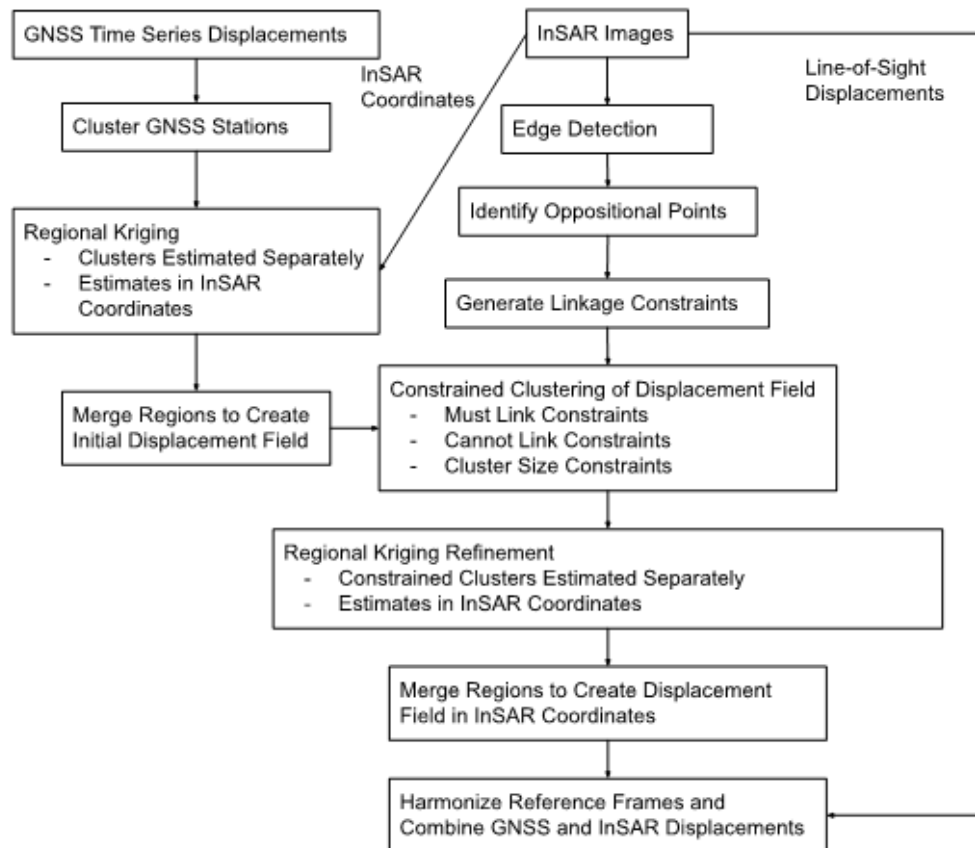 GNSS Time Series Displacements
InSAR Images
InSAR
Coordinates
Line-of-Sight
Displacements
Cluster GNSS Stations
Edge Detection
Identify Oppositional Points
Regional Kriging
- Clusters Estimated Separately
- Estimates in InSAR
Coordinates
Generate Linkage Constraints
Merge Regions to Create
Initial Displacement Field
Constrained Clustering of Displacement Field
- Must Link Constraints
- Cannot Link Constraints
- Cluster Size Constraints
Regional Kriging Refinement
- Constrained Clusters Estimated Separately
- Estimates in InSAR Coordinates
Merge Regions to Create Displacement
Field in InSAR Coordinates
Harmonize Reference Frames and
Combine GNSS and InSAR Displacements